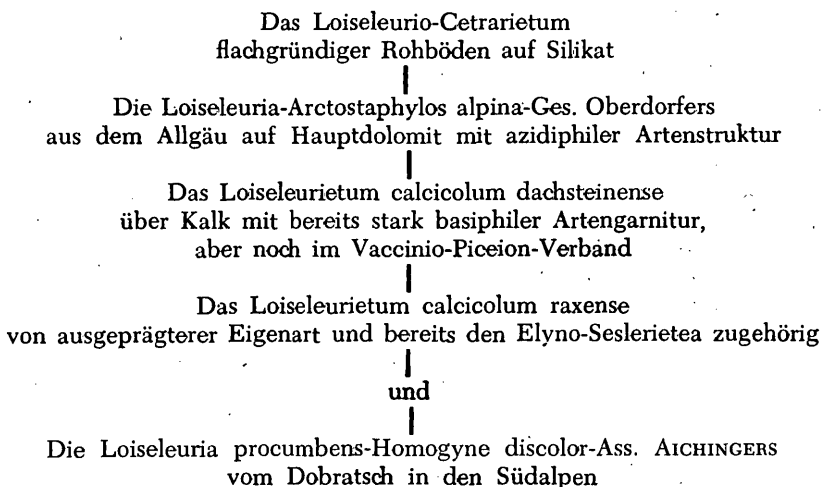 Das Loiseleurio-Cetrarietum
flachgründiger Rohböden auf Silikat
Die Loiseleuria-Arctostaphylos alpina-Ges. Oberdorfers
aus dem Allgäu auf Hauptdolomit mit azidiphiler Artenstruktur
Das Loiseleurietum calcicolum dachsteinense
über Kalk mit bereits stark basiphiler Artengarnitur,
aber noch im Vaccinio-Piceion-Verband
Das Loiseleurietum calcicolum raxense
von ausgeprägterer Eigenart und bereits den Elyno-Seslerietea zugehörig
und
Die Loiseleuria procumbens-Homogyne discolor-Ass. AICHINGERS
vom Dobratsch in den Südalpen